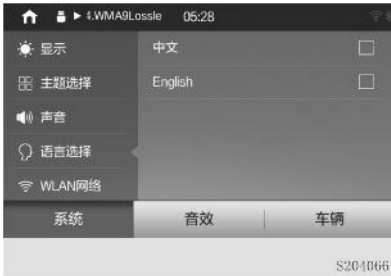 4.WMA9Lossle 05:28
显示
中文
主题选择
English
声音
语言选择
WLAN网络
系统 音效 车辆
S204066